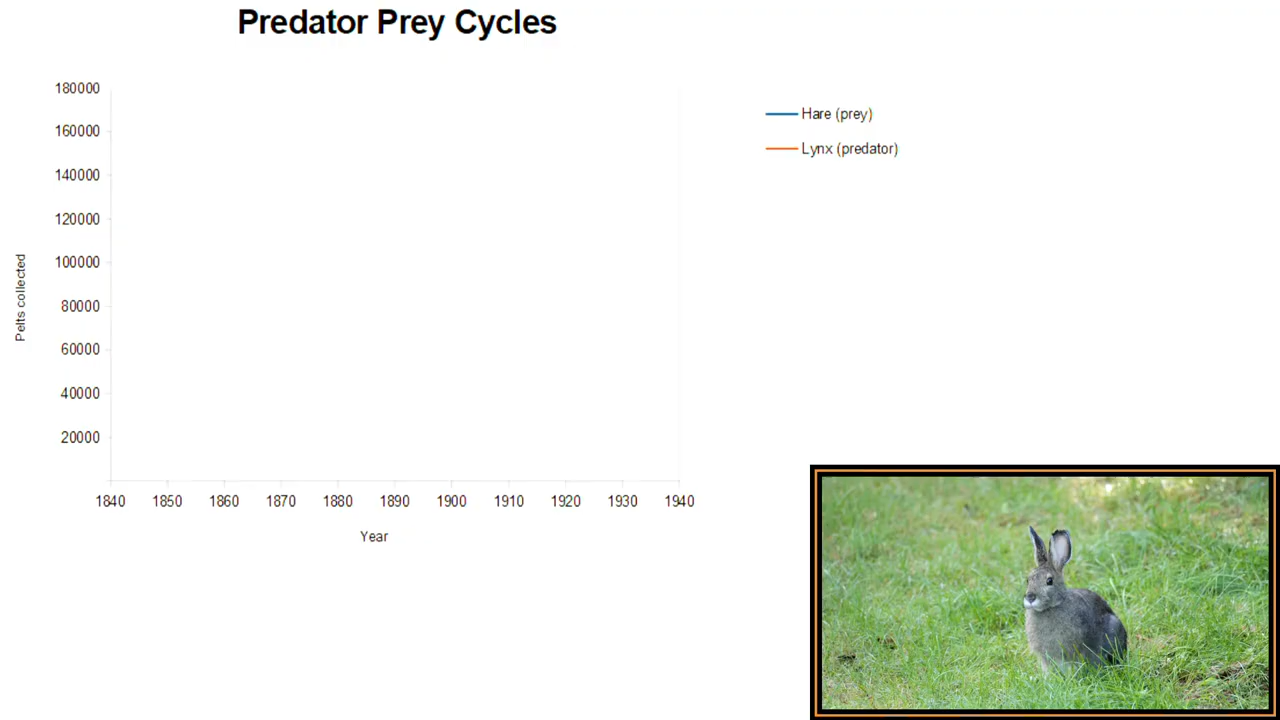 Predator Prey Cycles
180000
160000
140000
120000
100000
80000
60000
40000
20000
Pelts collected
1840 1850 1860 1870 1880 1890 1900 1910 1920 1930 1940
Year
Hare (prey)
Lynx (predator)